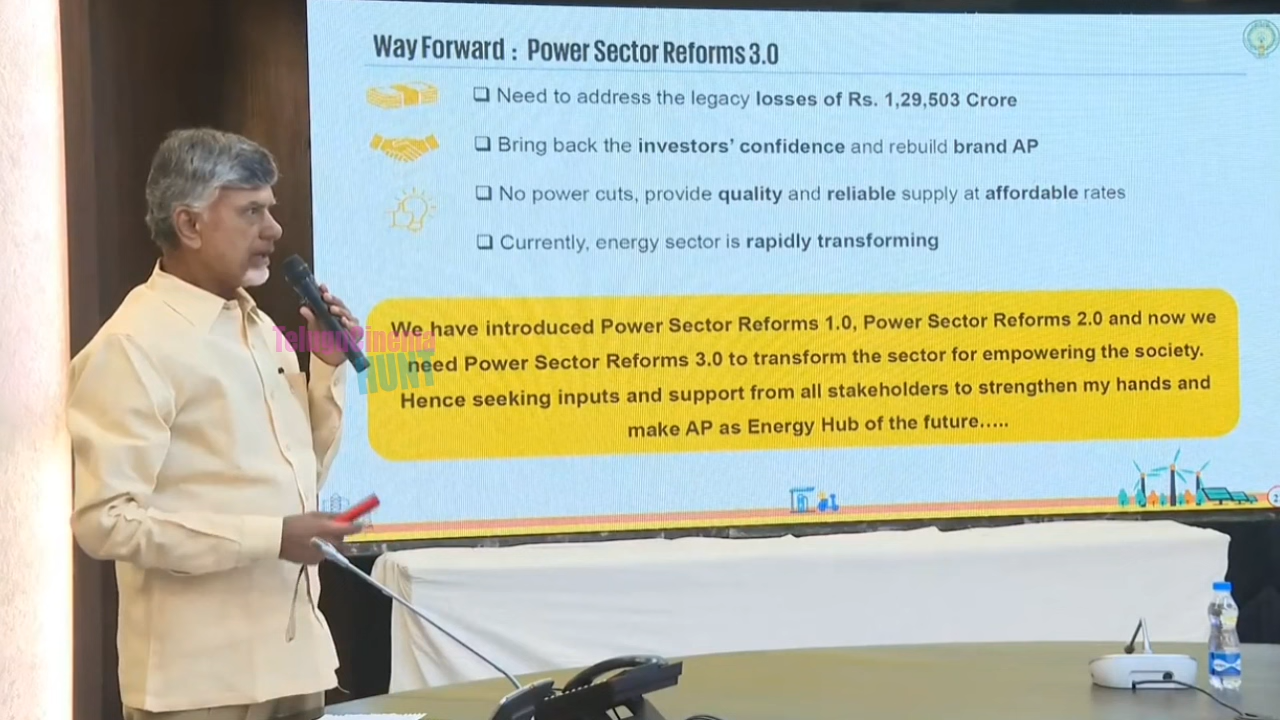 Way Forward : Power Sector Reforms 3.0
❑ Need to address the legacy losses of Rs. 1,29,503 Crore
❑ Bring back the investors' confidence and rebuild brand AP
❑ No power cuts, provide quality and reliable supply at affordable rates
❑ Currently, energy sector is rapidly transforming
We have introduced Power Sector Reforms 1.0, Power Sector Reforms 2.0 and now we
need Power Sector Reforms 3.0 to transform the sector for empowering the society.
Hence seeking inputs and support from all stakeholders to strengthen my hands and
make AP as Energy Hub of the future.....
TeluguCinema
HUNT